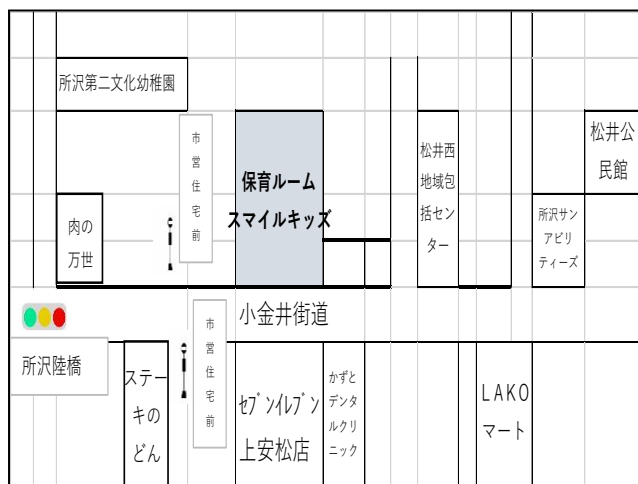 所沢第二文化幼稚園
市営住宅前
保育ルーム
スマイルキッズ
松井西
地域包
括セン
ター
松井公
民館
肉の
万世
所沢サン
アビリ
ティーズ
小金井街道
所沢陸橋
ステー
キのど
ん
市営住宅前
ｾﾌﾞﾝｲﾚﾌﾞﾝ
上安松店
かずと
デンタ
ルクリ
ニック
LAKO
マート